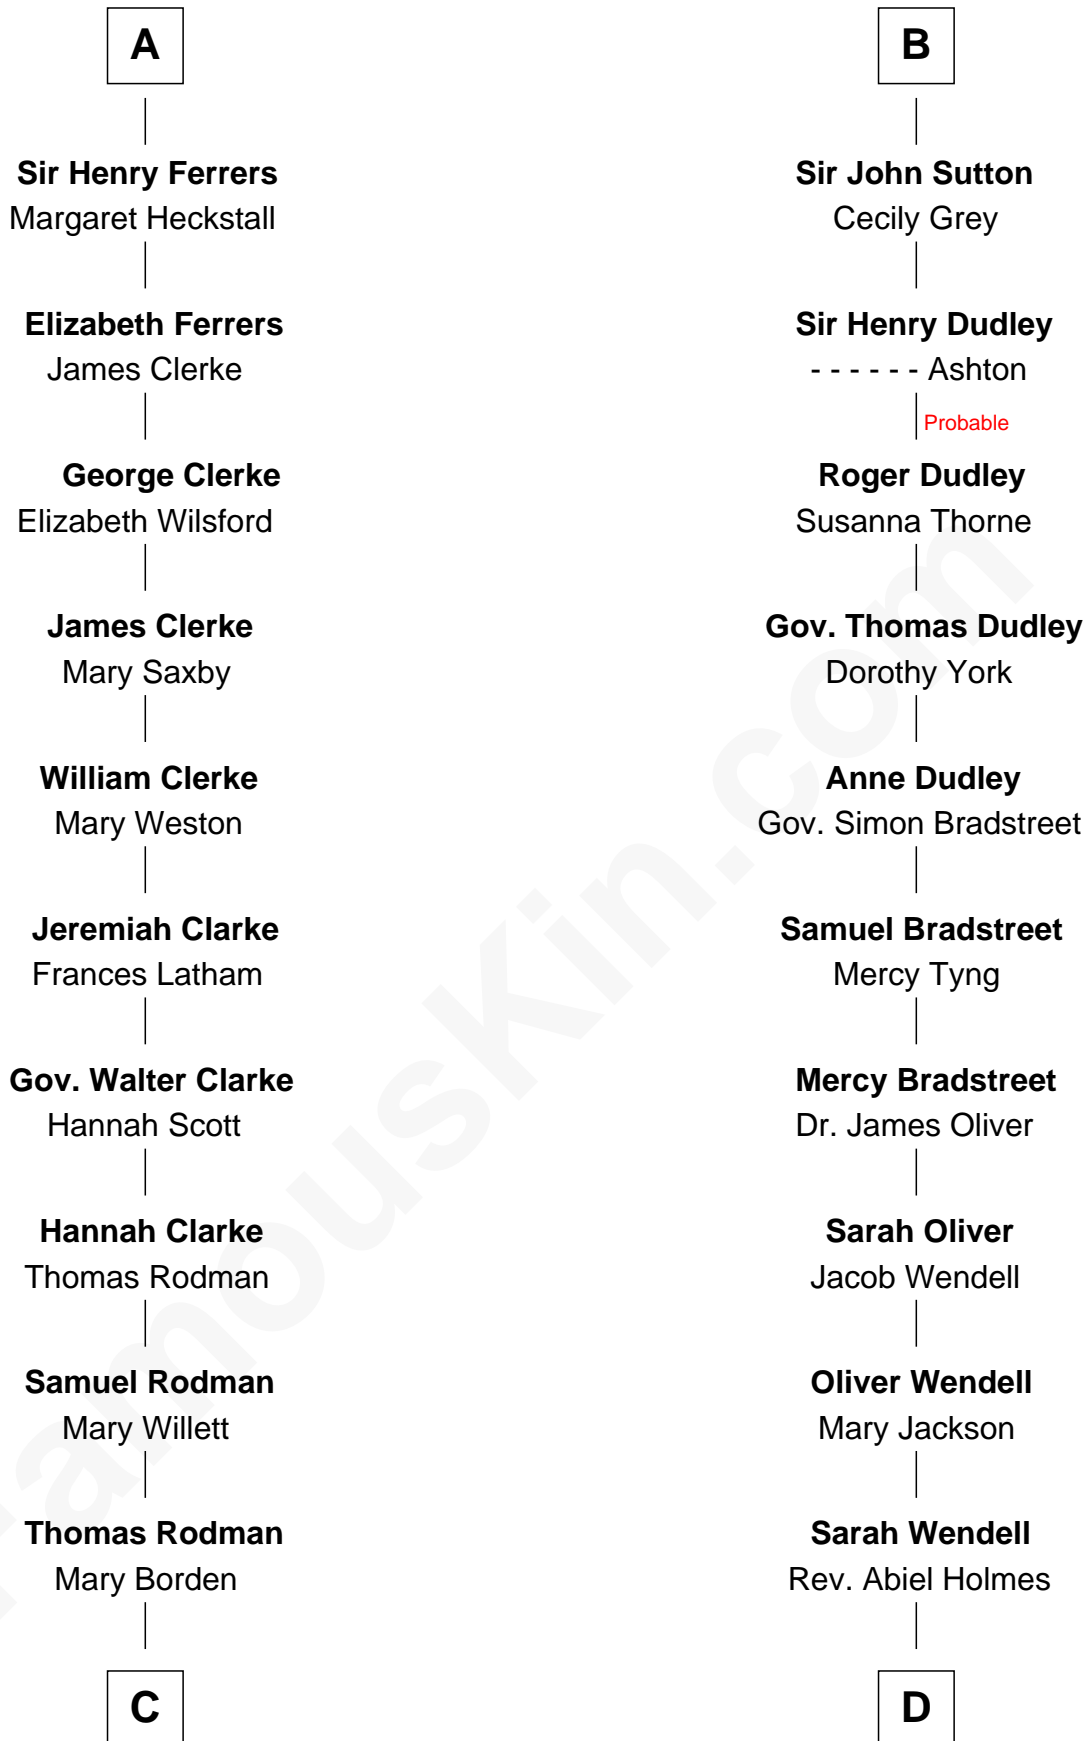 A
Sir Henry Ferrers
Margaret Heckstall
Elizabeth Ferrers
James Clerke
George Clerke
Elizabeth Wilsford
James Clerke
Mary Saxby
William Clerke
Mary Weston
Jeremiah Clarke
Frances Latham
Gov. Walter Clarke
Hannah Scott
Hannah Clarke
Thomas Rodman
Samuel Rodman
Mary Willett
Thomas Rodman
Mary Borden
C
B
Sir John Sutton
Cecily Grey
Sir Henry Dudley
- - - - - - Ashton
Probable
Roger Dudley
Susanna Thorne
Gov. Thomas Dudley
Dorothy York
Anne Dudley
Gov. Simon Bradstreet
Samuel Bradstreet
Mercy Tyng
Mercy Bradstreet
Dr. James Oliver
Sarah Oliver
Jacob Wendell
Oliver Wendell
Mary Jackson
Sarah Wendell
Rev. Abiel Holmes
D
FamousKin.com